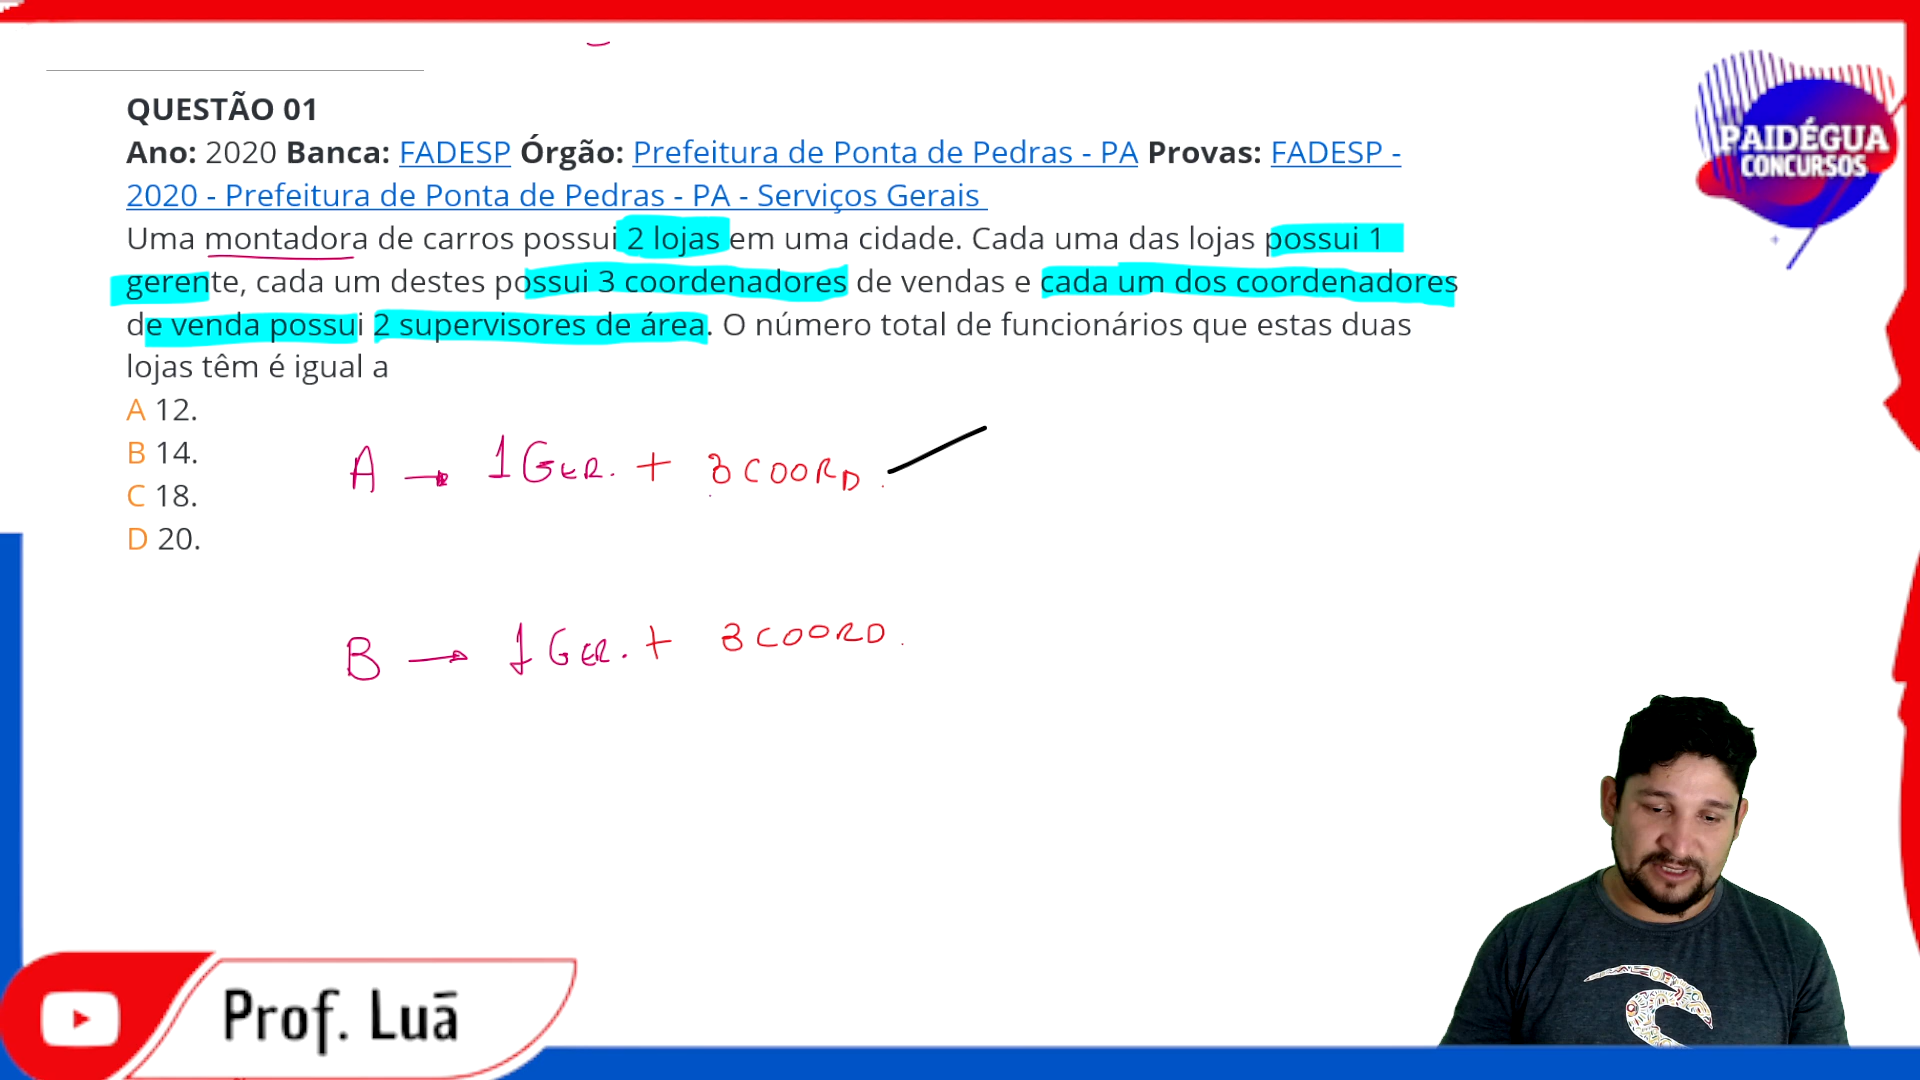 QUESTÃO 01
Ano: 2020 Banca: FADESP Órgão: Prefeitura de Ponta de Pedras - PA Provas: FADESP -
2020 - Prefeitura de Ponta de Pedras - PA - Serviços Gerais
Uma montadora de carros possui 2 lojas em uma cidade. Cada uma das lojas possui 1
gerente, cada um destes possui 3 coordenadores de vendas e cada um dos coordenadores
de venda possui 2 supervisores de área. O número total de funcionários que estas duas
lojas têm é igual a
A 12.
B 14.
C 18.
D 20.
A → 1 GER. + 3 COORD.
B → 1 GER. + 3 COORD.
PAIDÉGUA
CONCURSOS
Prof. Luã